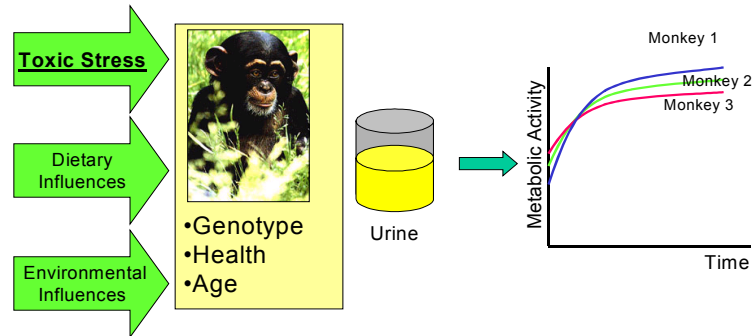 Toxic Stress
Dietary
Influences
Environmental
Influences
•Genotype
•Health
•Age
Urine
Metabolic Activity
Monkey 1
Monkey 2
Monkey 3
Time